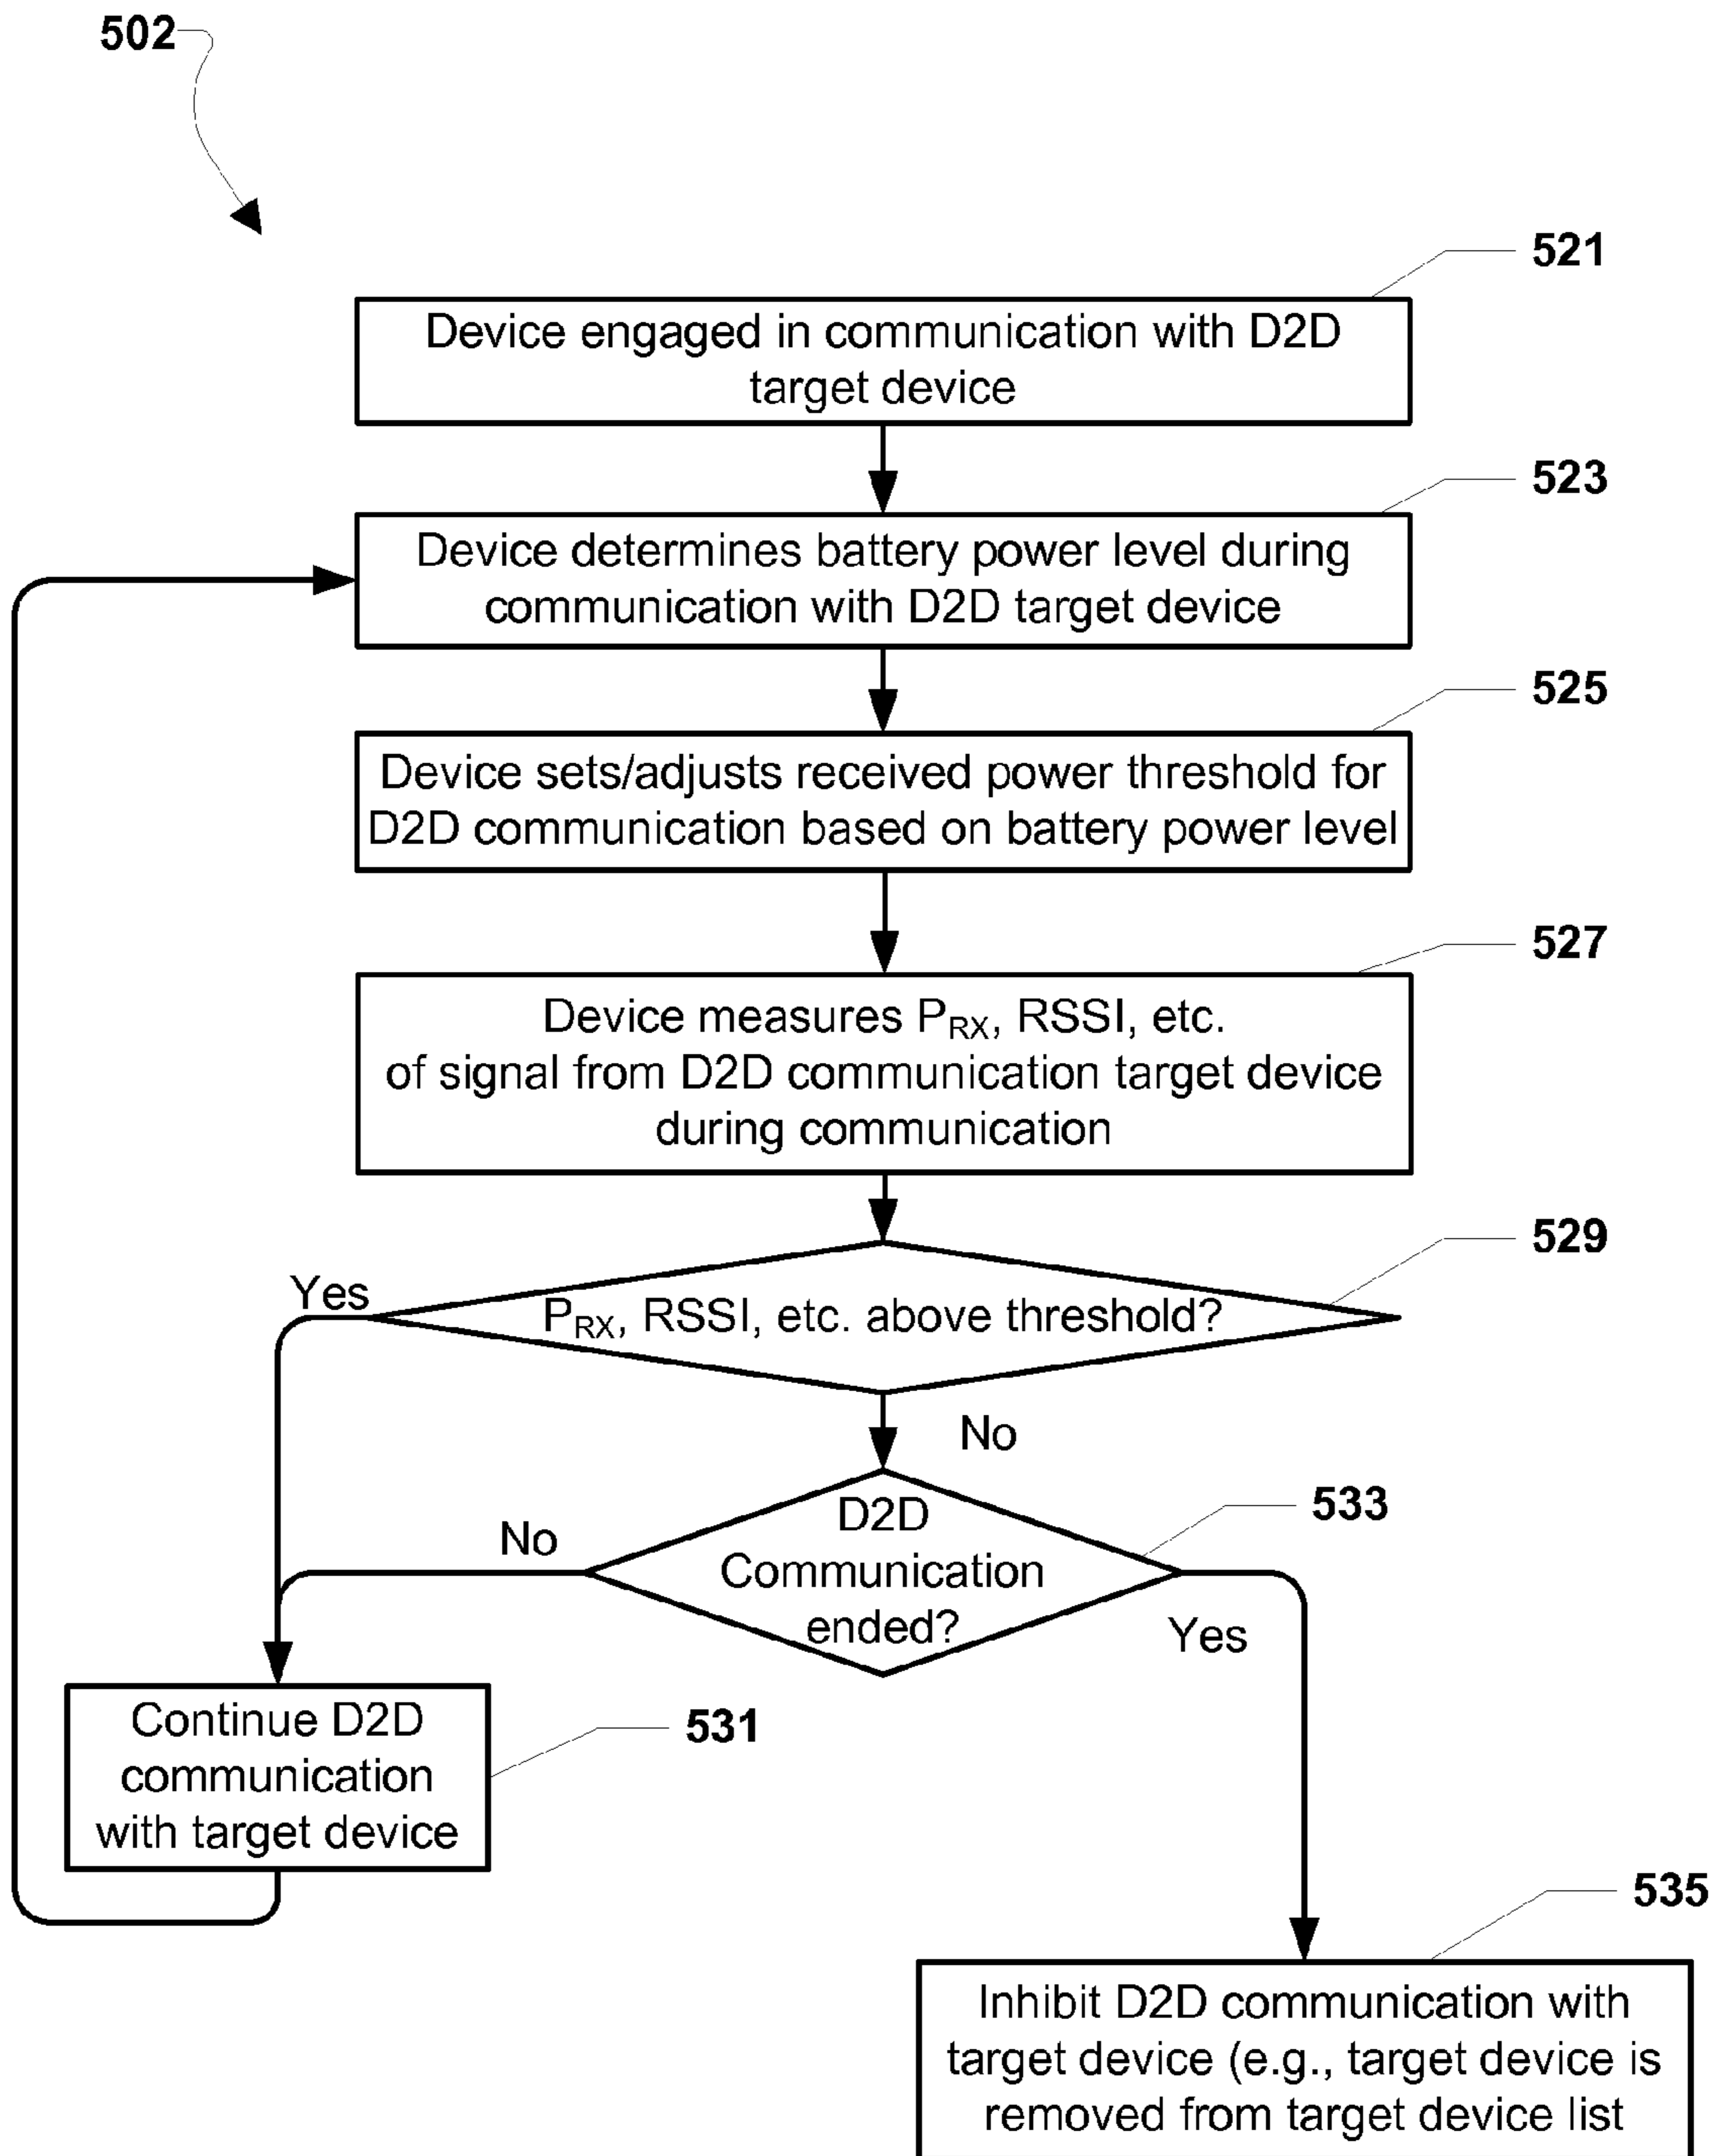 502
521
Device engaged in communication with D2D
target device
523
Device determines battery power level during
communication with D2D target device
525
Device sets/adjusts received power threshold for
D2D communication based on battery power level
527
Device measures PRX, RSSI, etc.
of signal from D2D communication target device
during communication
529
Yes
PRX, RSSI, etc. above threshold?
No
533
D2D
Communication
ended?
No
Yes
Continue D2D
communication
with target device
531
535
Inhibit D2D communication with
target device (e.g., target device is
removed from target device list